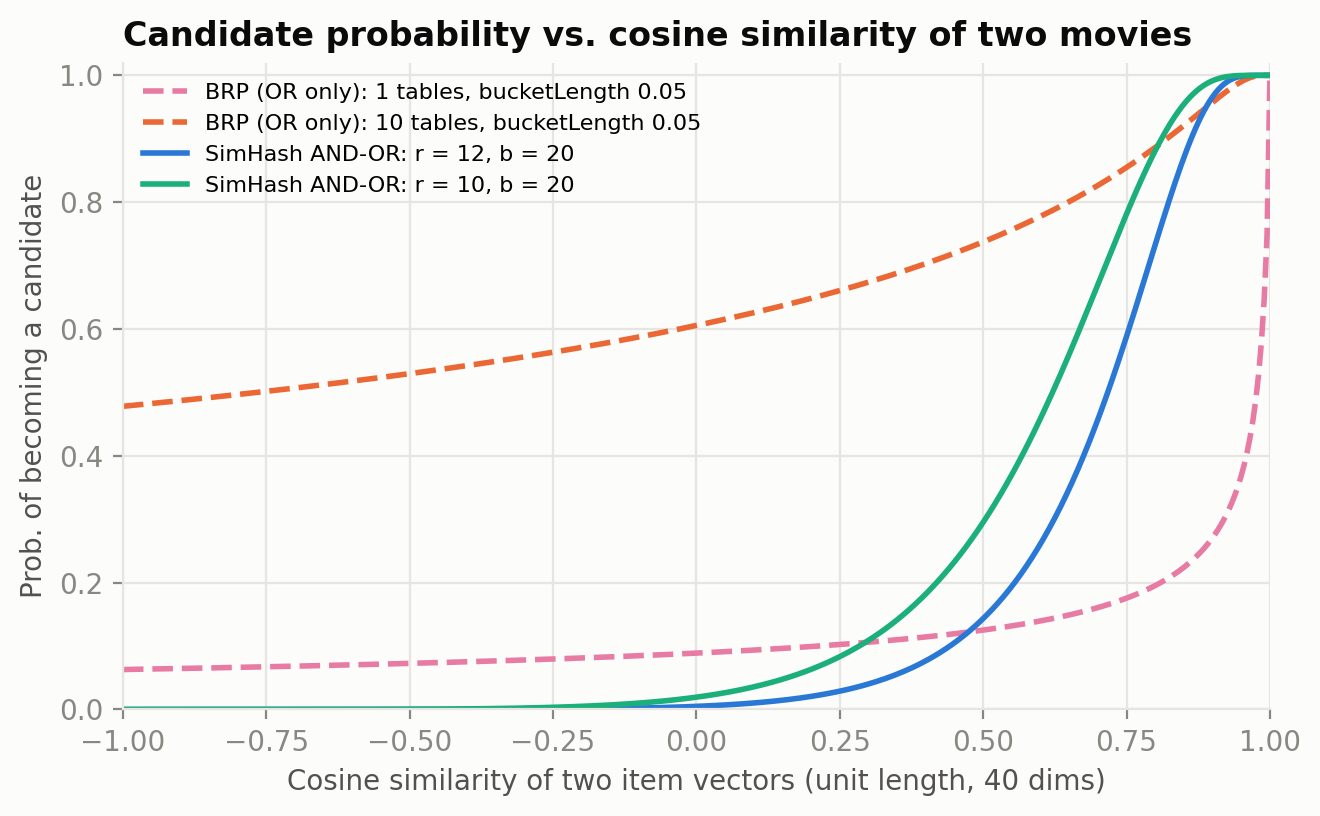 Candidate probability vs. cosine similarity of two movies
BRP (OR only): 1 tables, bucketLength 0.05
BRP (OR only): 10 tables, bucketLength 0.05
SimHash AND-OR: r = 12, b = 20
SimHash AND-OR: r = 10, b = 20
Prob. of becoming a candidate
1.0
0.8
0.6
0.4
0.2
0.0
−1.00 −0.75 −0.50 −0.25 0.00 0.25 0.50 0.75 1.00
Cosine similarity of two item vectors (unit length, 40 dims)